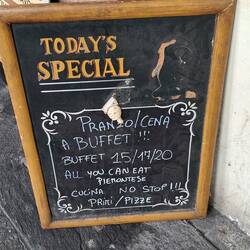 TODAY'S
SPECIAL
PRANZO/CENA
A BUFFET !!!
BUFFET 15/17/20
ALL YOU CAN EAT
PIEMONTESE
CUCINA NO STOP!!!
PRIMI/PIZZE